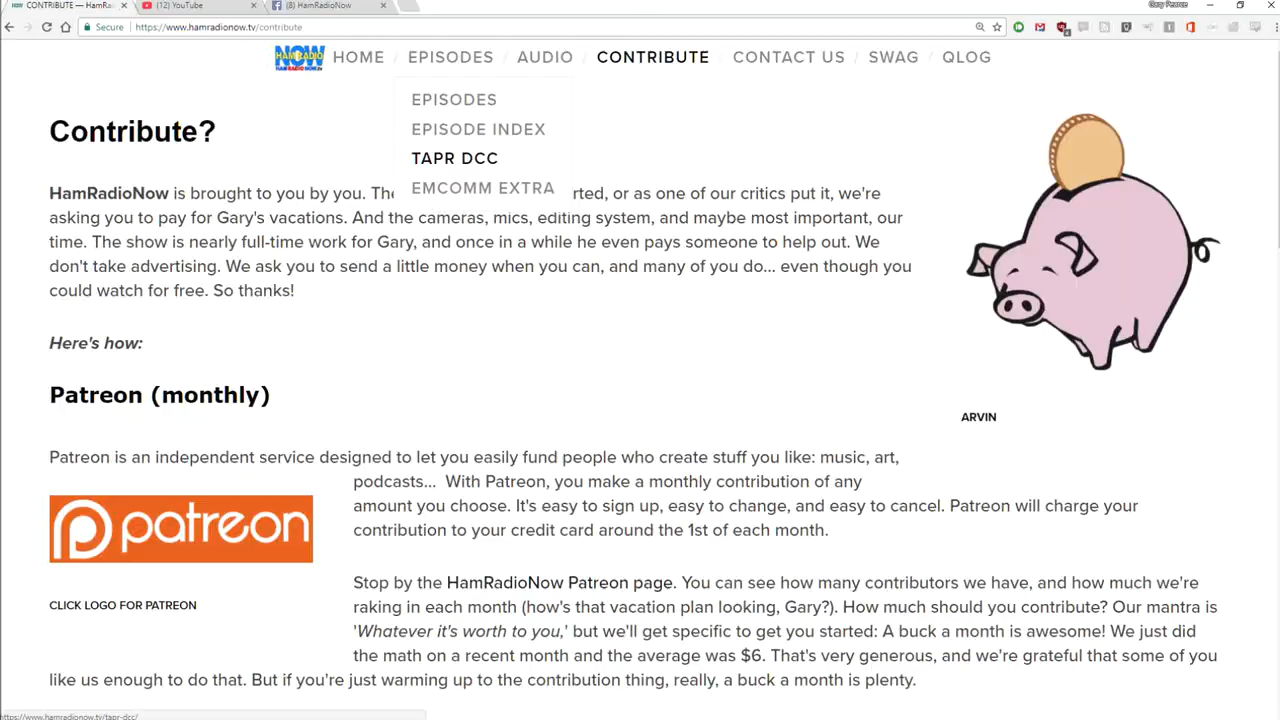 CONTRIBUTE — HamRa
(12) YouTube
(8) HamRadioNow
Gary Pearce
Secure
https://www.hamradionow.tv/contribute
NOW
HAM RADIO
HAMRADIONOW.tv
HOME / EPISODES / AUDIO / CONTRIBUTE / CONTACT US / SWAG / QLOG
EPISODES
EPISODE INDEX
TAPR DCC
EMCOMM EXTRA
Contribute?
HamRadioNow is brought to you by you. The rted, or as one of our critics put it, we're
asking you to pay for Gary's vacations. And the cameras, mics, editing system, and maybe most important, our
time. The show is nearly full-time work for Gary, and once in a while he even pays someone to help out. We
don't take advertising. We ask you to send a little money when you can, and many of you do... even though you
could watch for free. So thanks!
Here's how:
Patreon (monthly)
ARVIN
Patreon is an independent service designed to let you easily fund people who create stuff you like: music, art,
podcasts... With Patreon, you make a monthly contribution of any
amount you choose. It's easy to sign up, easy to change, and easy to cancel. Patreon will charge your
contribution to your credit card around the 1st of each month.
patreon
CLICK LOGO FOR PATREON
Stop by the HamRadioNow Patreon page. You can see how many contributors we have, and how much we're
raking in each month (how's that vacation plan looking, Gary?). How much should you contribute? Our mantra is
'Whatever it's worth to you,' but we'll get specific to get you started: A buck a month is awesome! We just did
the math on a recent month and the average was $6. That's very generous, and we're grateful that some of you
like us enough to do that. But if you're just warming up to the contribution thing, really, a buck a month is plenty.
https://www.hamradionow.tv/tapr-dcc/